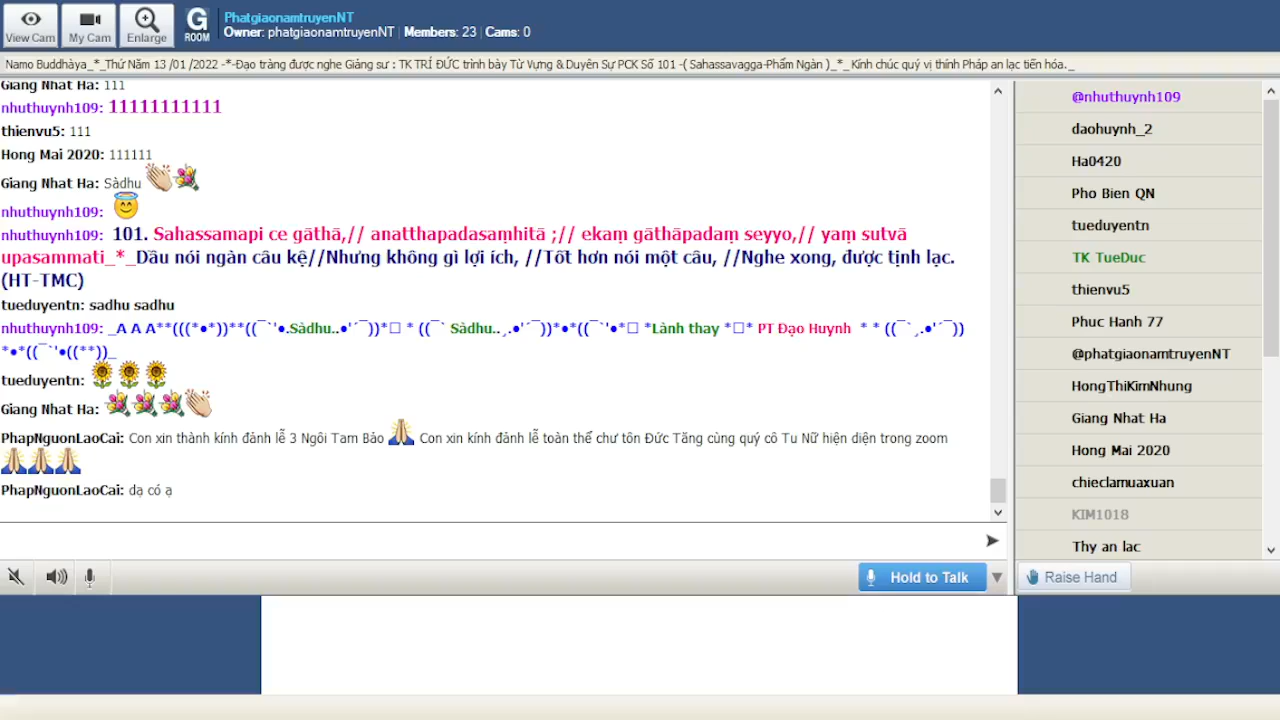 View Cam
My Cam
Enlarge
G
ROOM
PhatgiaonamtruyenNT
Owner: phatgiaonamtruyenNT | Members: 23 | Cams: 0
Namo Buddhàya_*_Thứ Năm 13 /01 /2022 -*-Đạo tràng được nghe Giảng sư : TK TRÍ ĐỨC trình bày Từ Vựng & Duyên Sự PCK Số 101 -( Sahassavagga-Phẩm Ngàn )_*_Kính chúc quý vị thính Pháp an lạc tiến hóa._
Giang Nhat Ha: 111
nhuthuynh109: 11111111111
thienvu5: 111
Hong Mai 2020: 111111
Giang Nhat Ha: Sàdhu
nhuthuynh109:
nhuthuynh109: 101. Sahassamapi ce gāthā,// anatthapadasaṃhitā ;// ekaṃ gāthāpadaṃ seyyo,// yaṃ sutvā
upasammati_*_Dầu nói ngàn câu kệ//Nhưng không gì lợi ích, //Tốt hơn nói một câu, //Nghe xong, được tịnh lạc.
(HT-TMC)
tueduyentn: sadhu sadhu
nhuthuynh109: _A A A**(((*•*))**((¯`'•.Sàdhu..•'´¯))*□ * ((¯` Sàdhu..¸.•'´¯))*•*((¯`'•*□ *Lành thay *□* PT Đạo Huynh * * ((¯`¸.•'´¯))
*•*((¯`'•((**))_
tueduyentn:
Giang Nhat Ha:
PhapNguonLaoCai: Con xin thành kính đảnh lễ 3 Ngôi Tam Bảo Con xin kính đảnh lễ toàn thể chư tôn Đức Tăng cùng quý cô Tu Nữ hiện diện trong zoom
PhapNguonLaoCai: dạ có ạ
Hold to Talk
@nhuthuynh109
daohuynh_2
Ha0420
Pho Bien QN
tueduyentn
TK TueDuc
thienvu5
Phuc Hanh 77
@phatgiaonamtruyenNT
HongThiKimNhung
Giang Nhat Ha
Hong Mai 2020
chieclamuaxuan
KIM1018
Thy an lac
Raise Hand